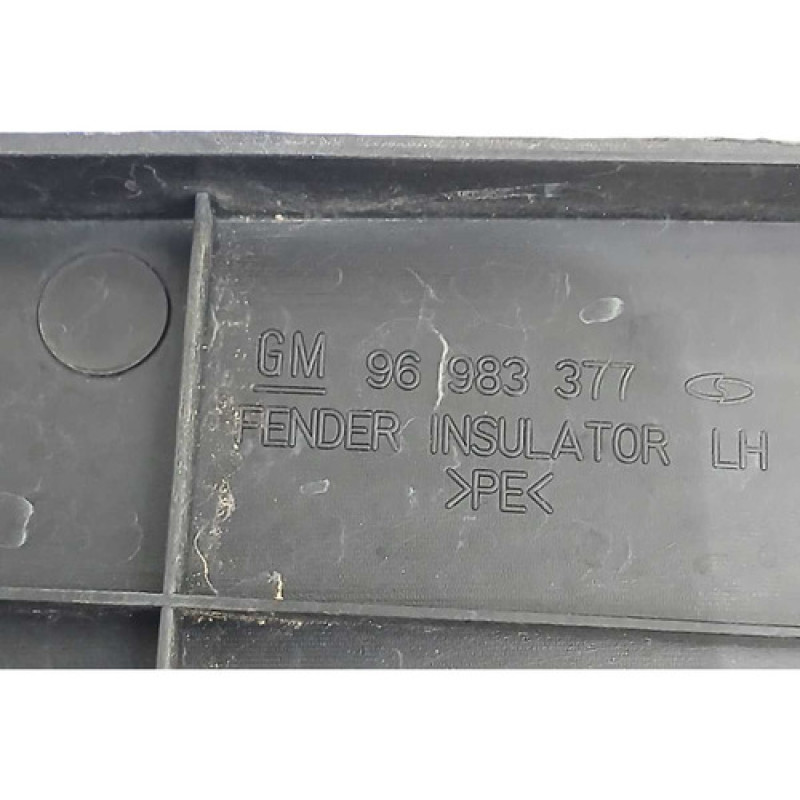 GM 96 983 377
FENDER INSULATOR LH
>PE<